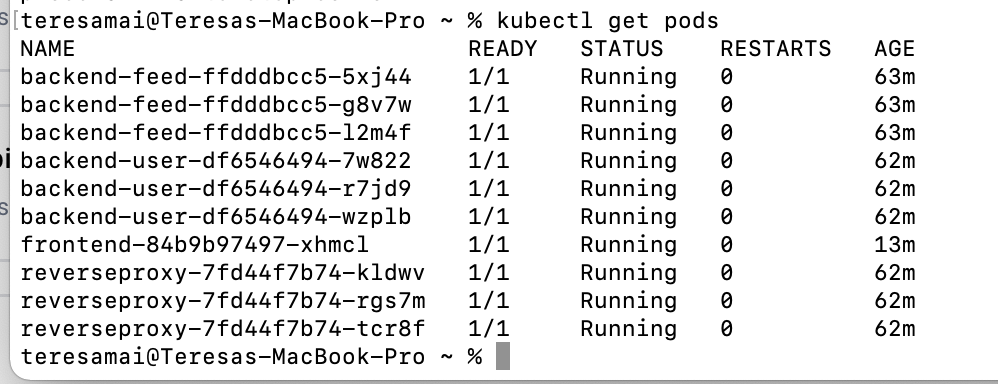 teresamai@Teresas-MacBook-Pro ~ % kubectl get pods
NAME READY STATUS RESTARTS AGE
backend-feed-ffdddbcc5-5xj44 1/1 Running 0 63m
backend-feed-ffdddbcc5-g8v7w 1/1 Running 0 63m
backend-feed-ffdddbcc5-l2m4f 1/1 Running 0 63m
backend-user-df6546494-7w822 1/1 Running 0 62m
backend-user-df6546494-r7jd9 1/1 Running 0 62m
backend-user-df6546494-wzplb 1/1 Running 0 62m
frontend-84b9b97497-xhmcl 1/1 Running 0 13m
reverseproxy-7fd44f7b74-kldwv 1/1 Running 0 62m
reverseproxy-7fd44f7b74-rgs7m 1/1 Running 0 62m
reverseproxy-7fd44f7b74-tcr8f 1/1 Running 0 62m
teresamai@Teresas-MacBook-Pro ~ %